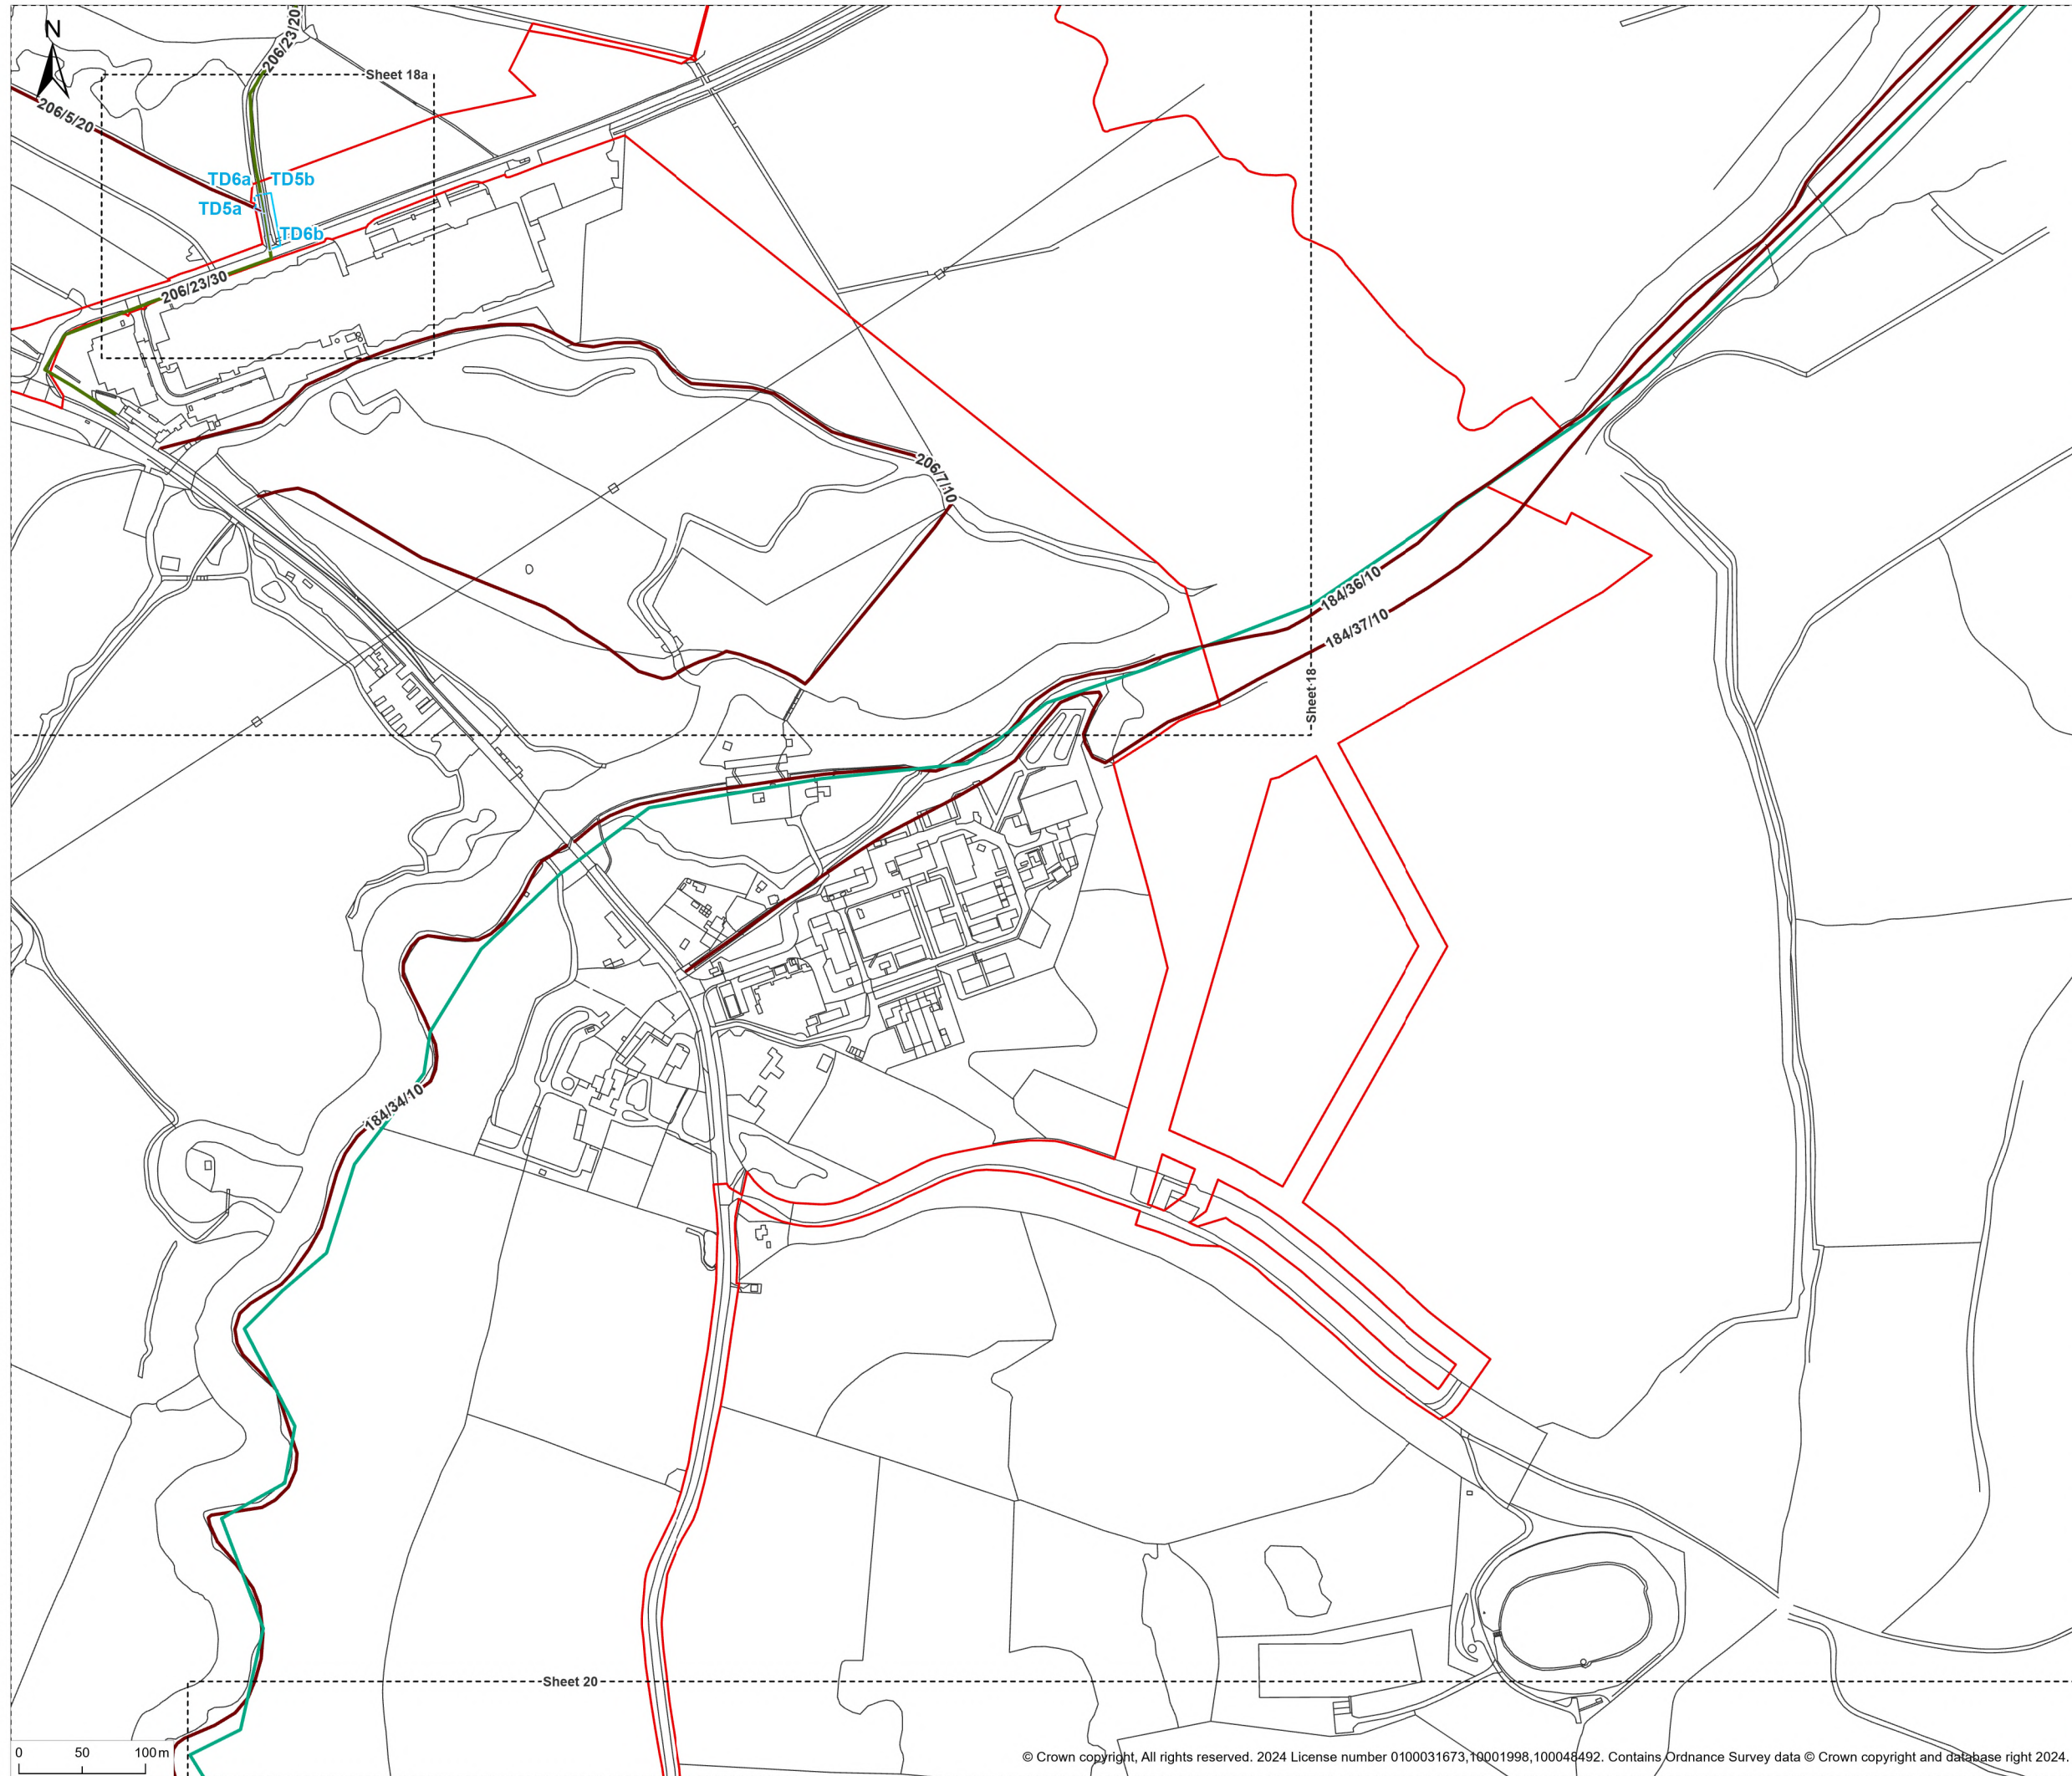 206/23/20
N
Sheet 18a
206/5/20
TD6a
TD5b
TD5a
TD6b
206/23/30
206/7/10
184/36/10
184/37/10
Sheet 18
184/34/10
Sheet 20
0 50 100m
© Crown copyright, All rights reserved. 2024 License number 0100031673,10001998,100048492. Contains Ordnance Survey data © Crown copyright and database right 2024.